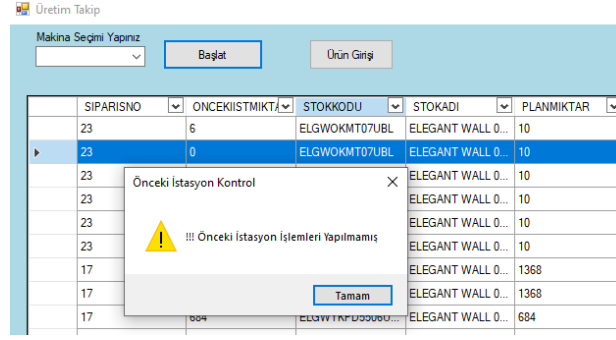 Üretim Takip
Makina Seçimi Yapınız
Başlat
Ürün Girişi
SIPARISNO ONCEKIISTMIKTA STOKKODU STOKADI PLANMIKTAR
23 6 ELGWOKMT07UBL ELEGANT WALL 0... 10
23 0 ELGWOKMT07UBL ELEGANT WALL 0... 10
23 ELEGANT WALL 0... 10
23 ELEGANT WALL 0... 10
23 ELEGANT WALL 0... 10
23 ELEGANT WALL 0... 10
17 ELEGANT WALL 0... 1368
17 ELEGANT WALL 0... 1368
17 684 ELEGANT WALL 0... 684
Önceki İstasyon Kontrol
!!! Önceki İstasyon İşlemleri Yapılmamış
Tamam